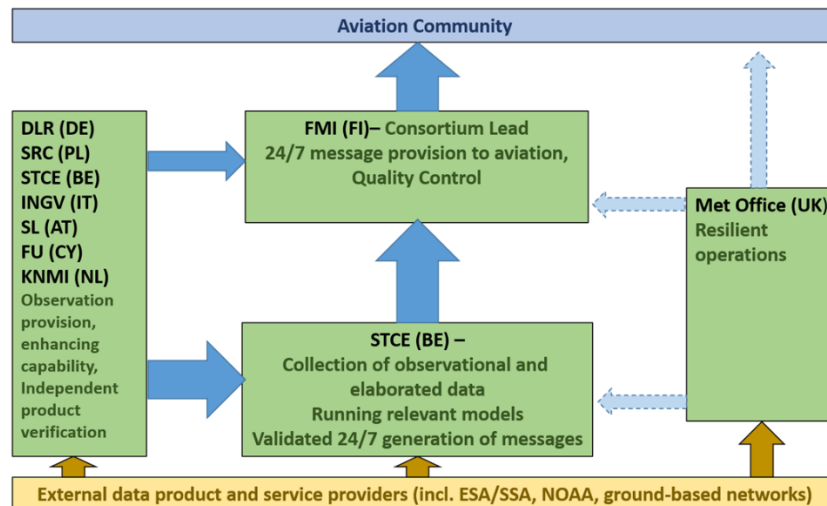 Aviation Community
DLR (DE)
SRC (PL)
STCE (BE)
INGV (IT)
SL (AT)
FU (CY)
KNMI (NL)
Observation
provision,
enhancing
capability,
Independent
product
verification
FMI (FI)– Consortium Lead
24/7 message provision to aviation,
Quality Control
STCE (BE) –
Collection of observational and
elaborated data
Running relevant models
Validated 24/7 generation of messages
Met Office (UK)
Resilient
operations
External data product and service providers (incl. ESA/SSA, NOAA, ground-based networks)